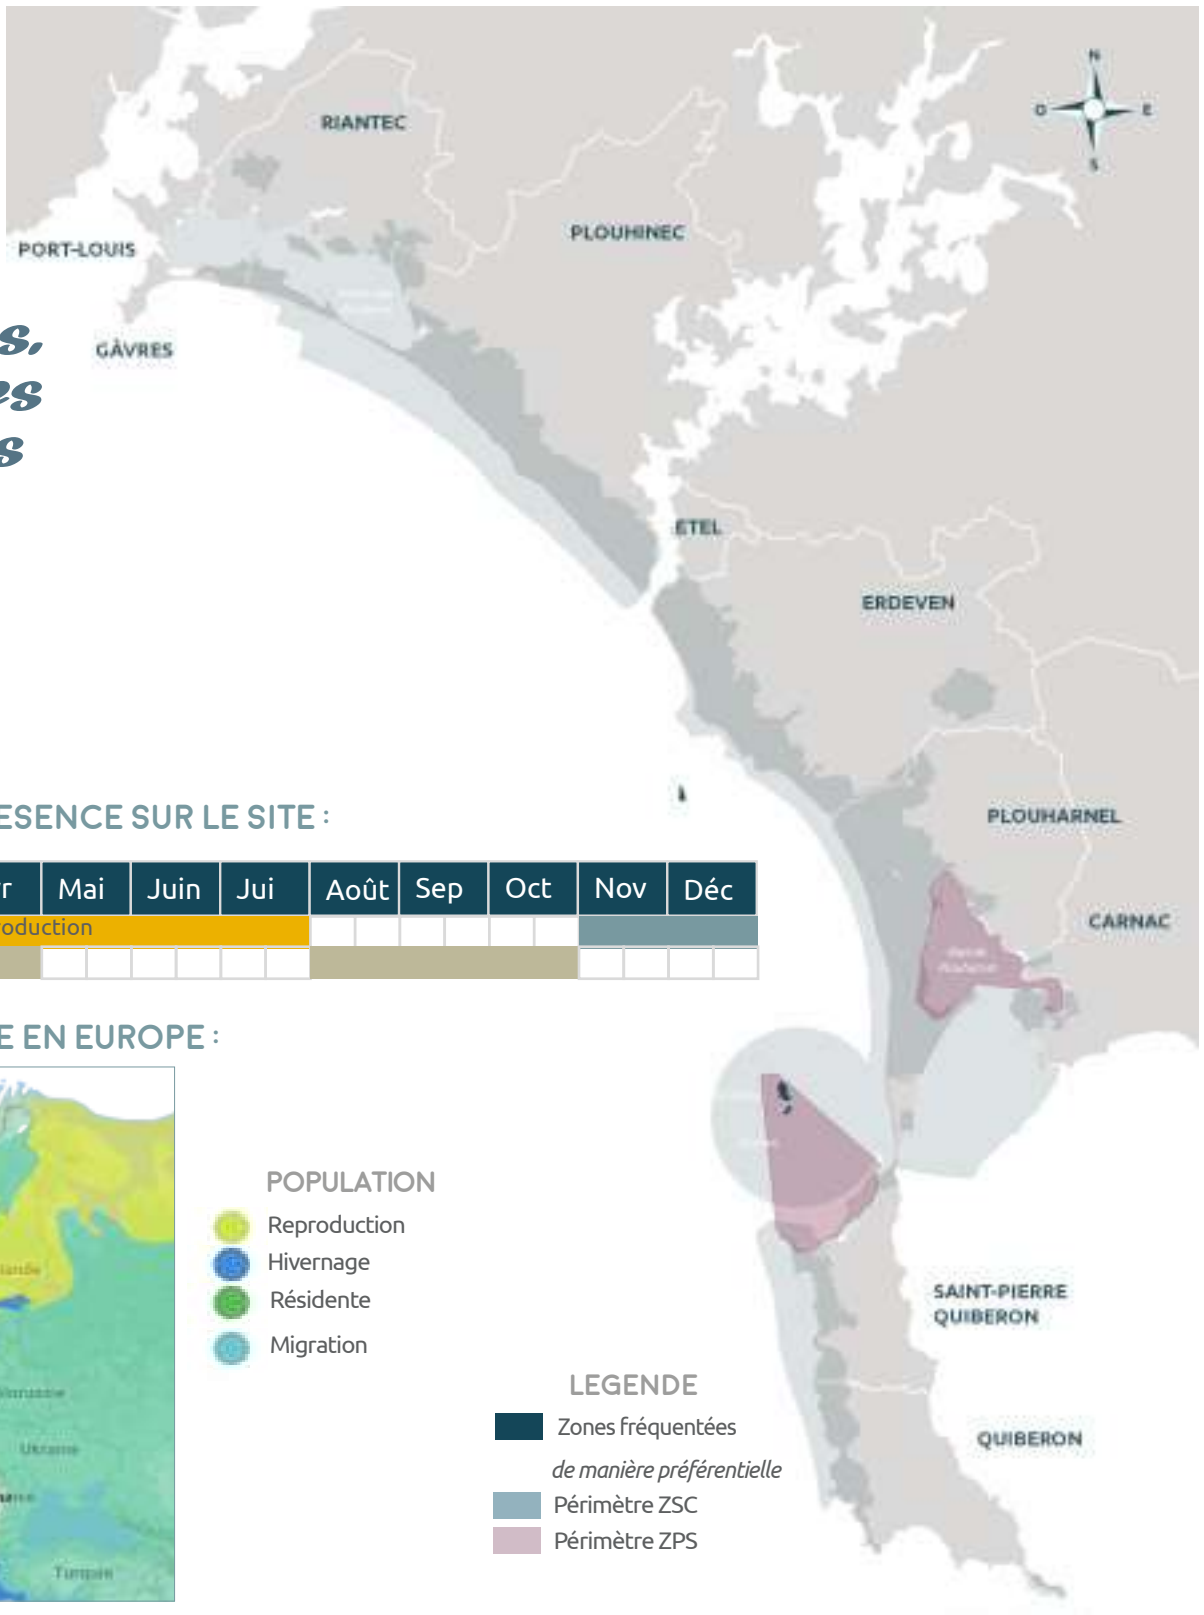 N
O
E
S
RIANTEC
PORT-LOUIS
PLOUHINEC
GÂVRES
s,
es
s
ETEL
ERDEVEN
PLOUHARNEL
CARNAC
ESENCE SUR LE SITE :
r Mai Juin Jui Août Sep Oct Nov Déc
roduction
E EN EUROPE :
POPULATION
Reproduction
Hivernage
Résidente
Migration
Ukraine
Turquie
SAINT-PIERRE
QUIBERON
QUIBERON
LEGENDE
Zones fréquentées
de manière préférentielle
Périmètre ZSC
Périmètre ZPS